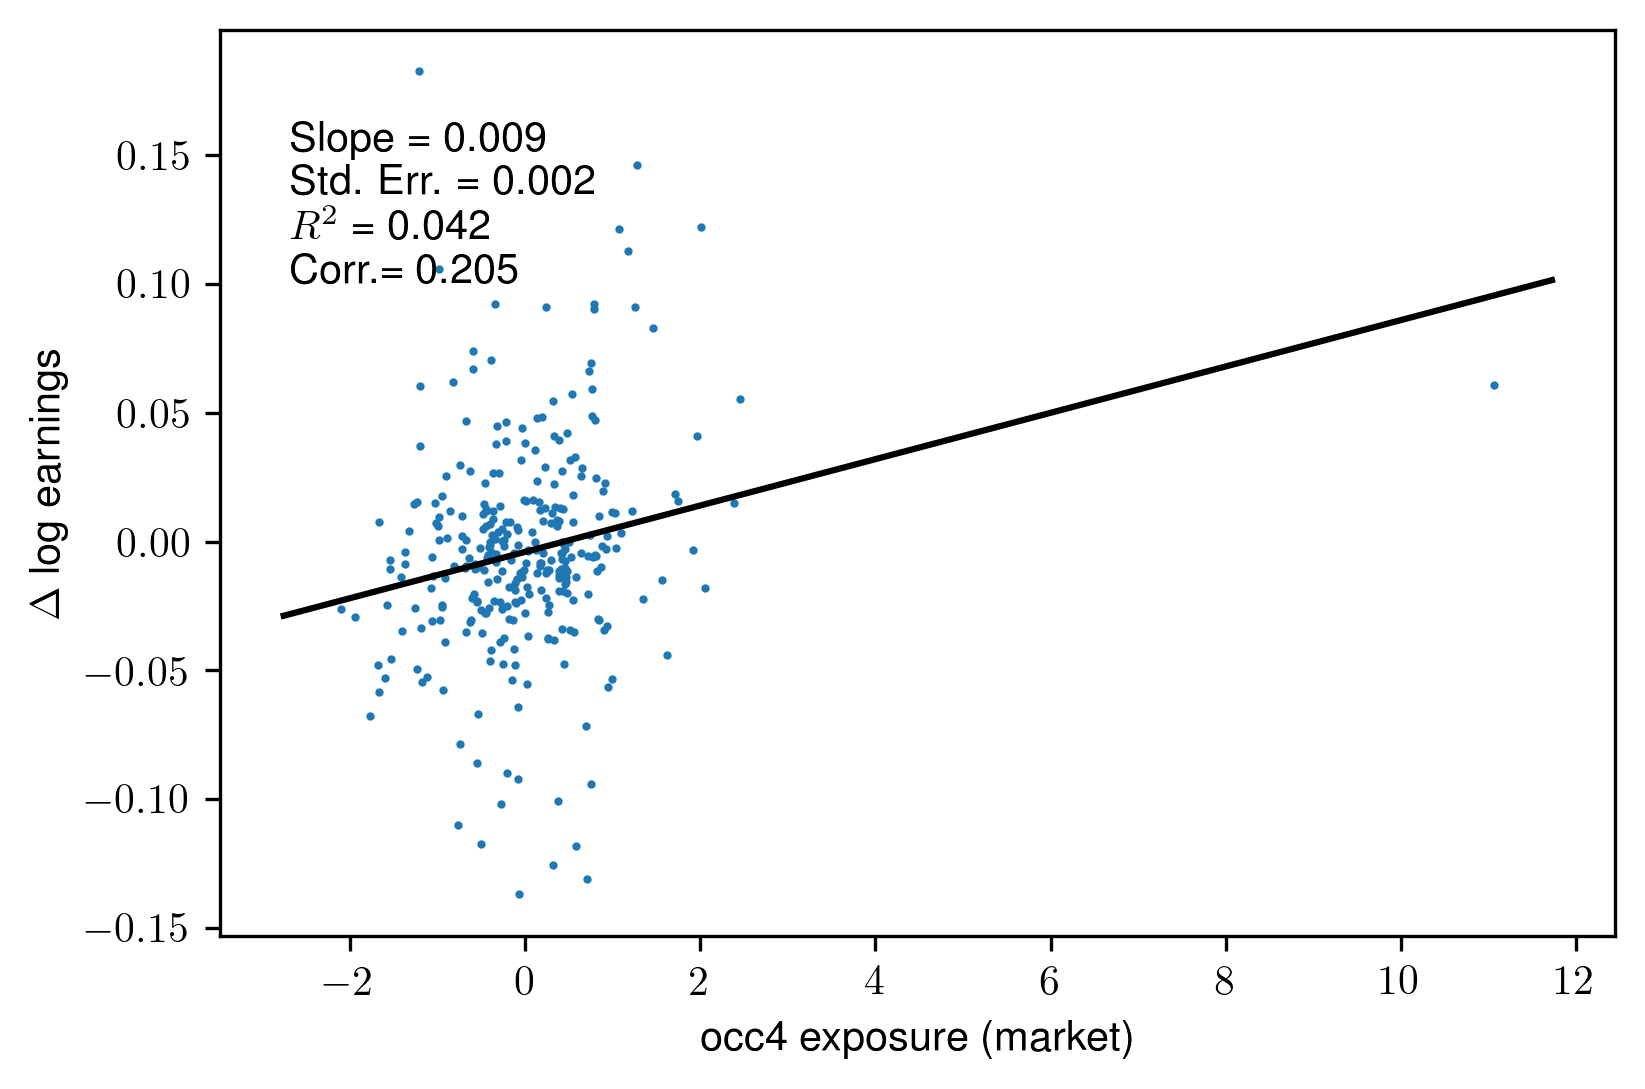 Slope = 0.009
Std. Err. = 0.002
R² = 0.042
Corr.= 0.205
0.15
0.10
0.05
0.00
−0.05
−0.10
−0.15
Δ log earnings
−2 0 2 4 6 8 10 12
occ4 exposure (market)